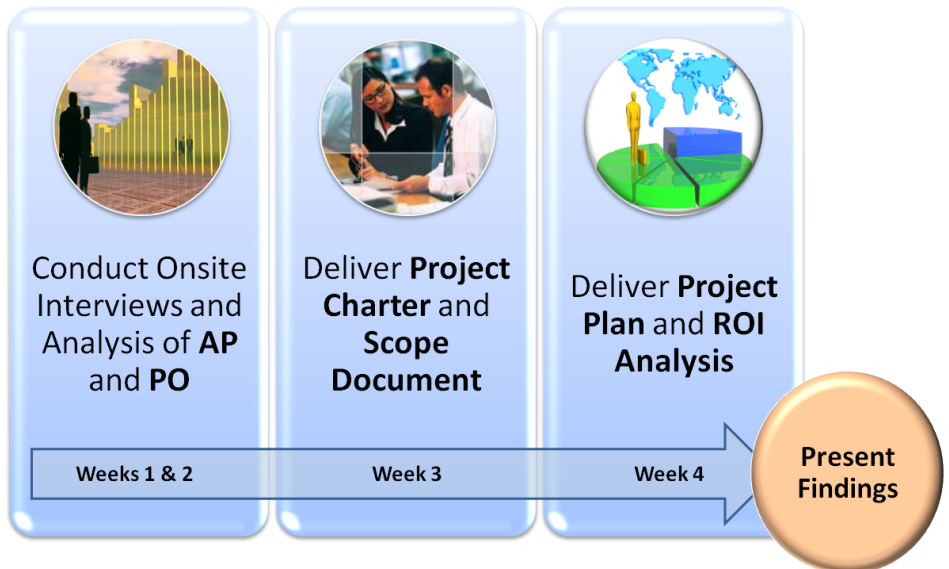 Conduct Onsite
Interviews and
Analysis of AP
and PO
Deliver Project
Charter and
Scope
Document
Deliver Project
Plan and ROI
Analysis
Weeks 1 & 2
Week 3
Week 4
Present
Findings